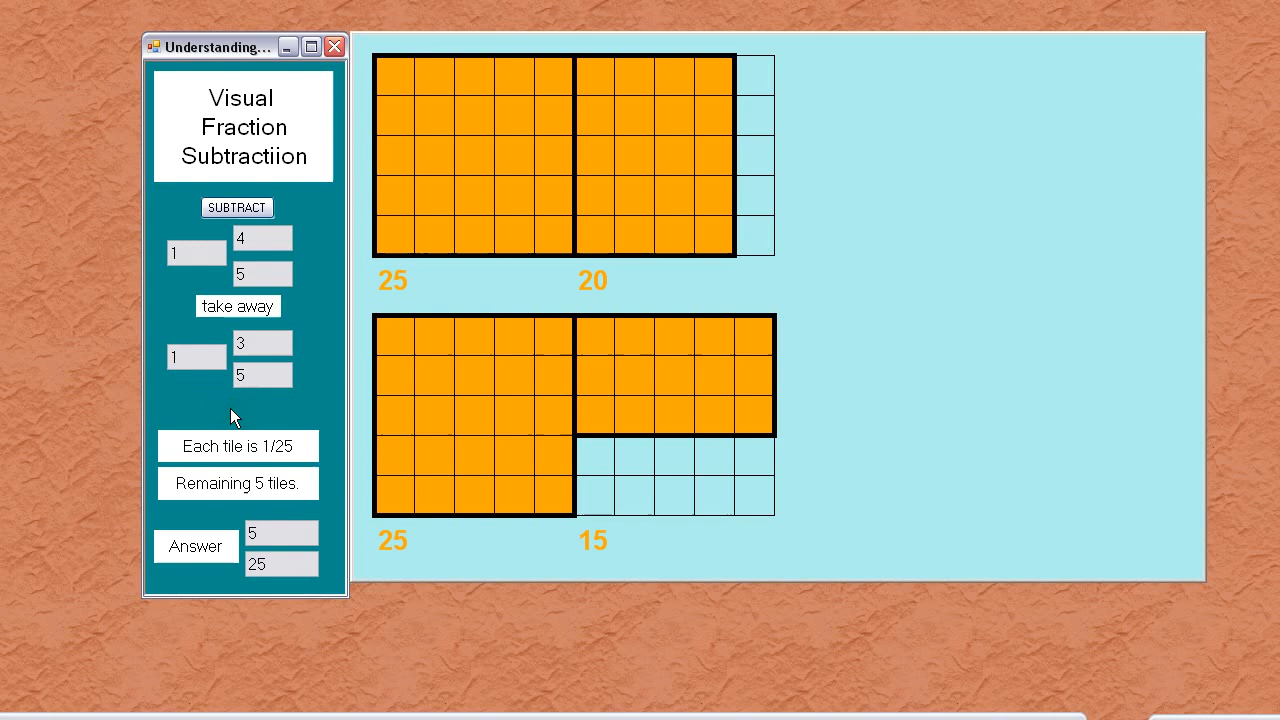 Understanding...
Visual
Fraction
Subtractiion
SUBTRACT
4
1
5
take away
3
1
5
Each tile is 1/25
Remaining 5 tiles.
Answer
5
25
25 20
25 15